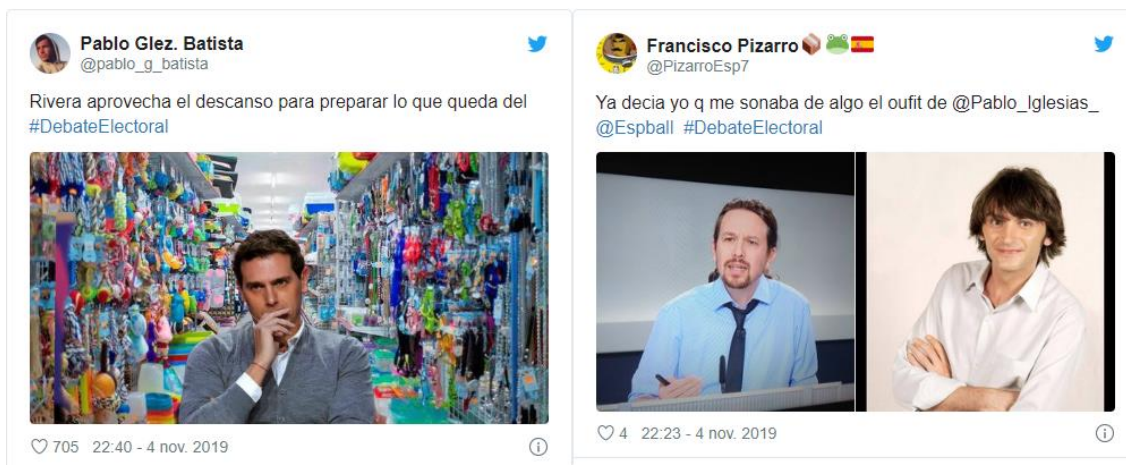 Pablo Glez. Batista
@pablo_g_batista
Rivera aprovecha el descanso para preparar lo que queda del
#DebateElectoral
705 22:40 - 4 nov. 2019
Francisco Pizarro📦 🐸🇪🇸
@PizarroEsp7
Ya decia yo q me sonaba de algo el oufit de @Pablo_Iglesias_
@Espball #DebateElectoral
4 22:23 - 4 nov. 2019